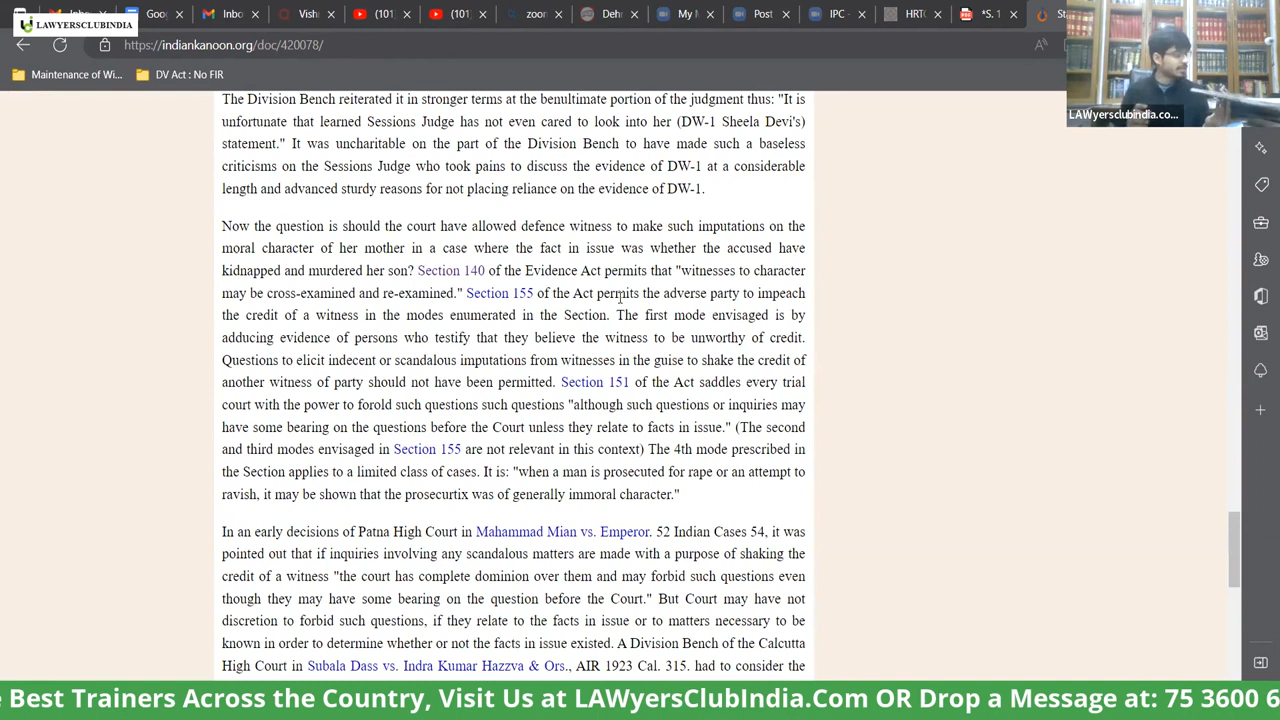 Inbo
Goo
Inbo
Vish
(101
(101
zoon
Deh
My M
Post
- C -
HRT(
*S.
St
LAWYERSCLUBINDIA
https://indiankanoon.org/doc/420078/
Maintenance of Wi...
DV Act : No FIR
LAWyersclubindia.co...
The Division Bench reiterated it in stronger terms at the benultimate portion of the judgment thus: "It is
unfortunate that learned Sessions Judge has not even cared to look into her (DW-1 Sheela Devi's)
statement." It was uncharitable on the part of the Division Bench to have made such a baseless
criticisms on the Sessions Judge who took pains to discuss the evidence of DW-1 at a considerable
length and advanced sturdy reasons for not placing reliance on the evidence of DW-1.
Now the question is should the court have allowed defence witness to make such imputations on the
moral character of her mother in a case where the fact in issue was whether the accused have
kidnapped and murdered her son? Section 140 of the Evidence Act permits that "witnesses to character
may be cross-examined and re-examined." Section 155 of the Act permits the adverse party to impeach
the credit of a witness in the modes enumerated in the Section. The first mode envisaged is by
adducing evidence of persons who testify that they believe the witness to be unworthy of credit.
Questions to elicit indecent or scandalous imputations from witnesses in the guise to shake the credit of
another witness of party should not have been permitted. Section 151 of the Act saddles every trial
court with the power to forold such questions such questions "although such questions or inquiries may
have some bearing on the questions before the Court unless they relate to facts in issue." (The second
and third modes envisaged in Section 155 are not relevant in this context) The 4th mode prescribed in
the Section applies to a limited class of cases. It is: "when a man is prosecuted for rape or an attempt to
ravish, it may be shown that the prosecurtix was of generally immoral character."
In an early decisions of Patna High Court in Mahammad Mian vs. Emperor. 52 Indian Cases 54, it was
pointed out that if inquiries involving any scandalous matters are made with a purpose of shaking the
credit of a witness "the court has complete dominion over them and may forbid such questions even
though they may have some bearing on the question before the Court." But Court may have not
discretion to forbid such questions, if they relate to the facts in issue or to matters necessary to be
known in order to determine whether or not the facts in issue existed. A Division Bench of the Calcutta
High Court in Subala Dass vs. Indra Kumar Hazzva & Ors., AIR 1923 Cal. 315. had to consider the
e Best Trainers Across the Country, Visit Us at LAWyersClubIndia.Com OR Drop a Message at: 75 3600 6